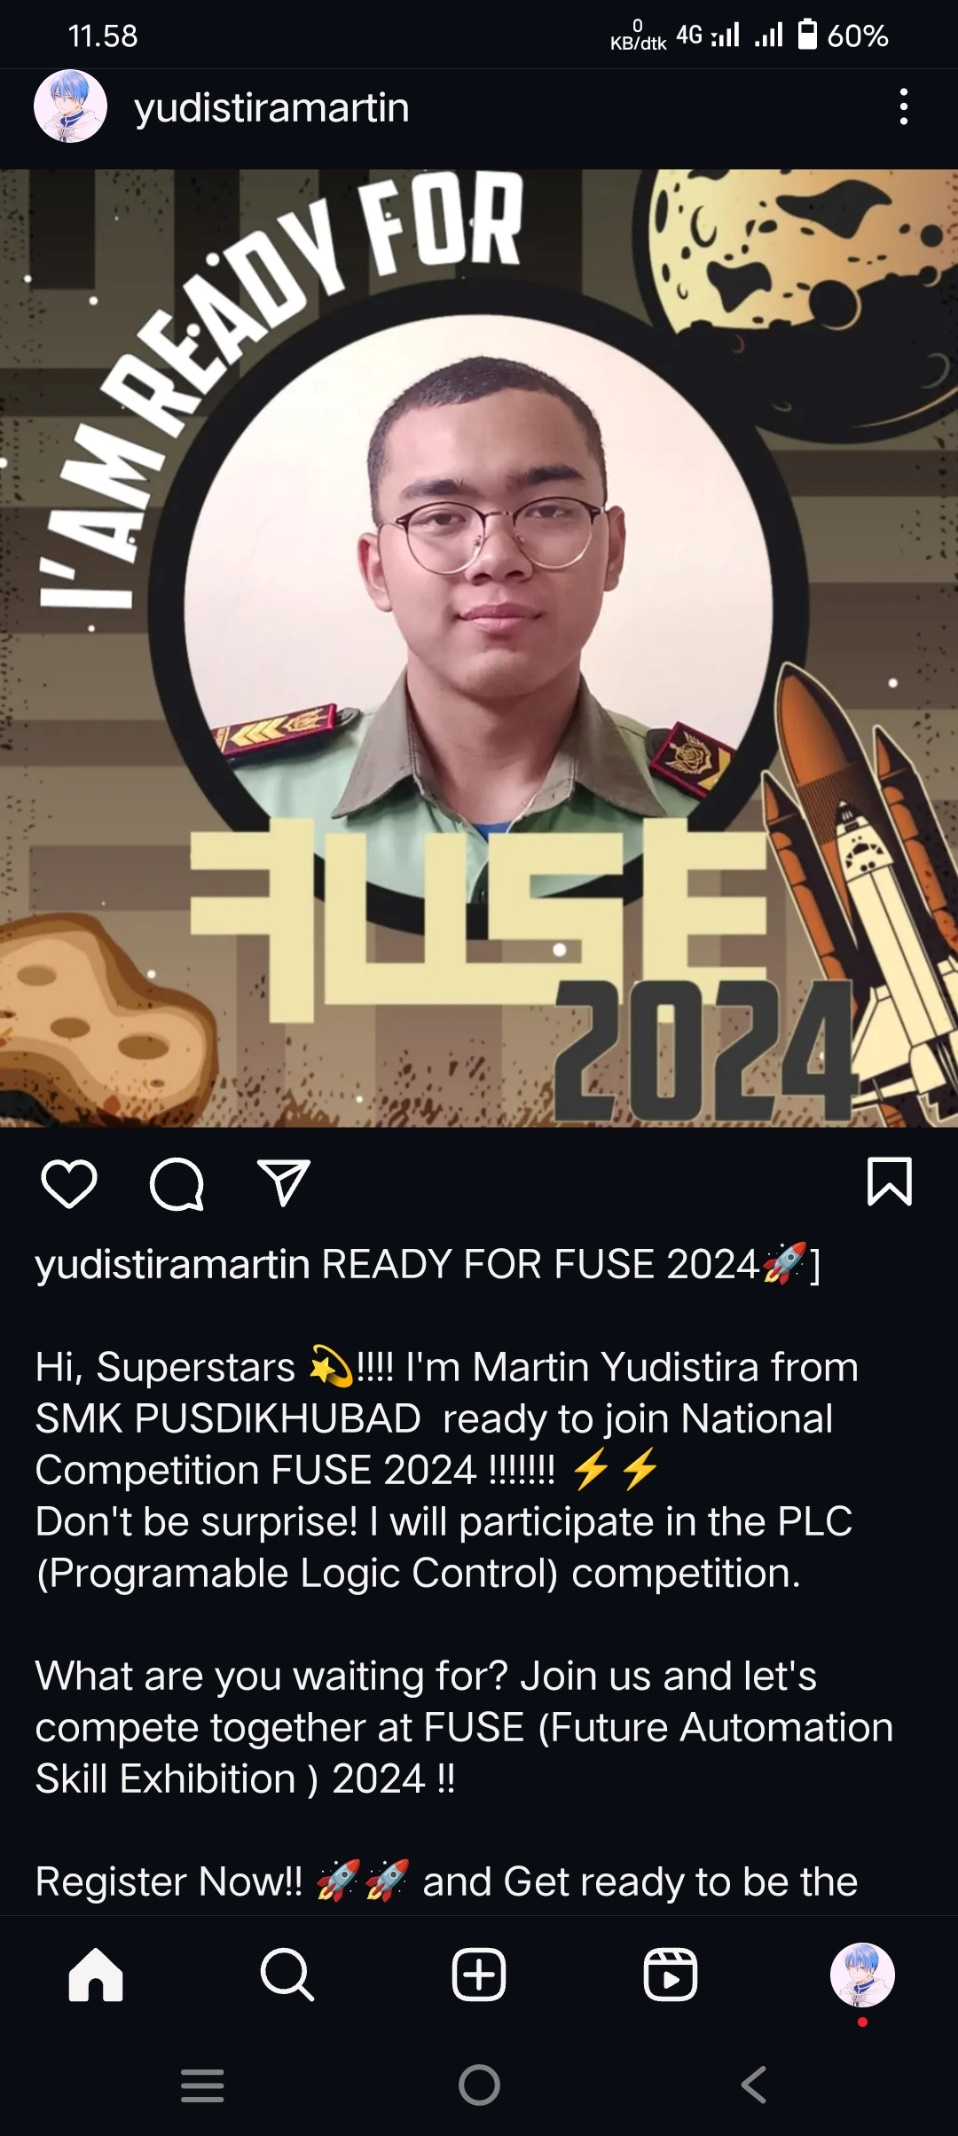 11.58
0
KB/dtk
4G
60%
yudistiramartin
I'AM READY FOR
FUSE
2024
yudistiramartin READY FOR FUSE 2024🚀]
Hi, Superstars 💫!!!! I'm Martin Yudistira from
SMK PUSDIKHUBAD  ready to join National
Competition FUSE 2024 !!!!!!! ⚡⚡
Don't be surprise! I will participate in the PLC
(Programable Logic Control) competition.
What are you waiting for? Join us and let's
compete together at FUSE (Future Automation
Skill Exhibition ) 2024 !!
Register Now!! 🚀🚀 and Get ready to be the